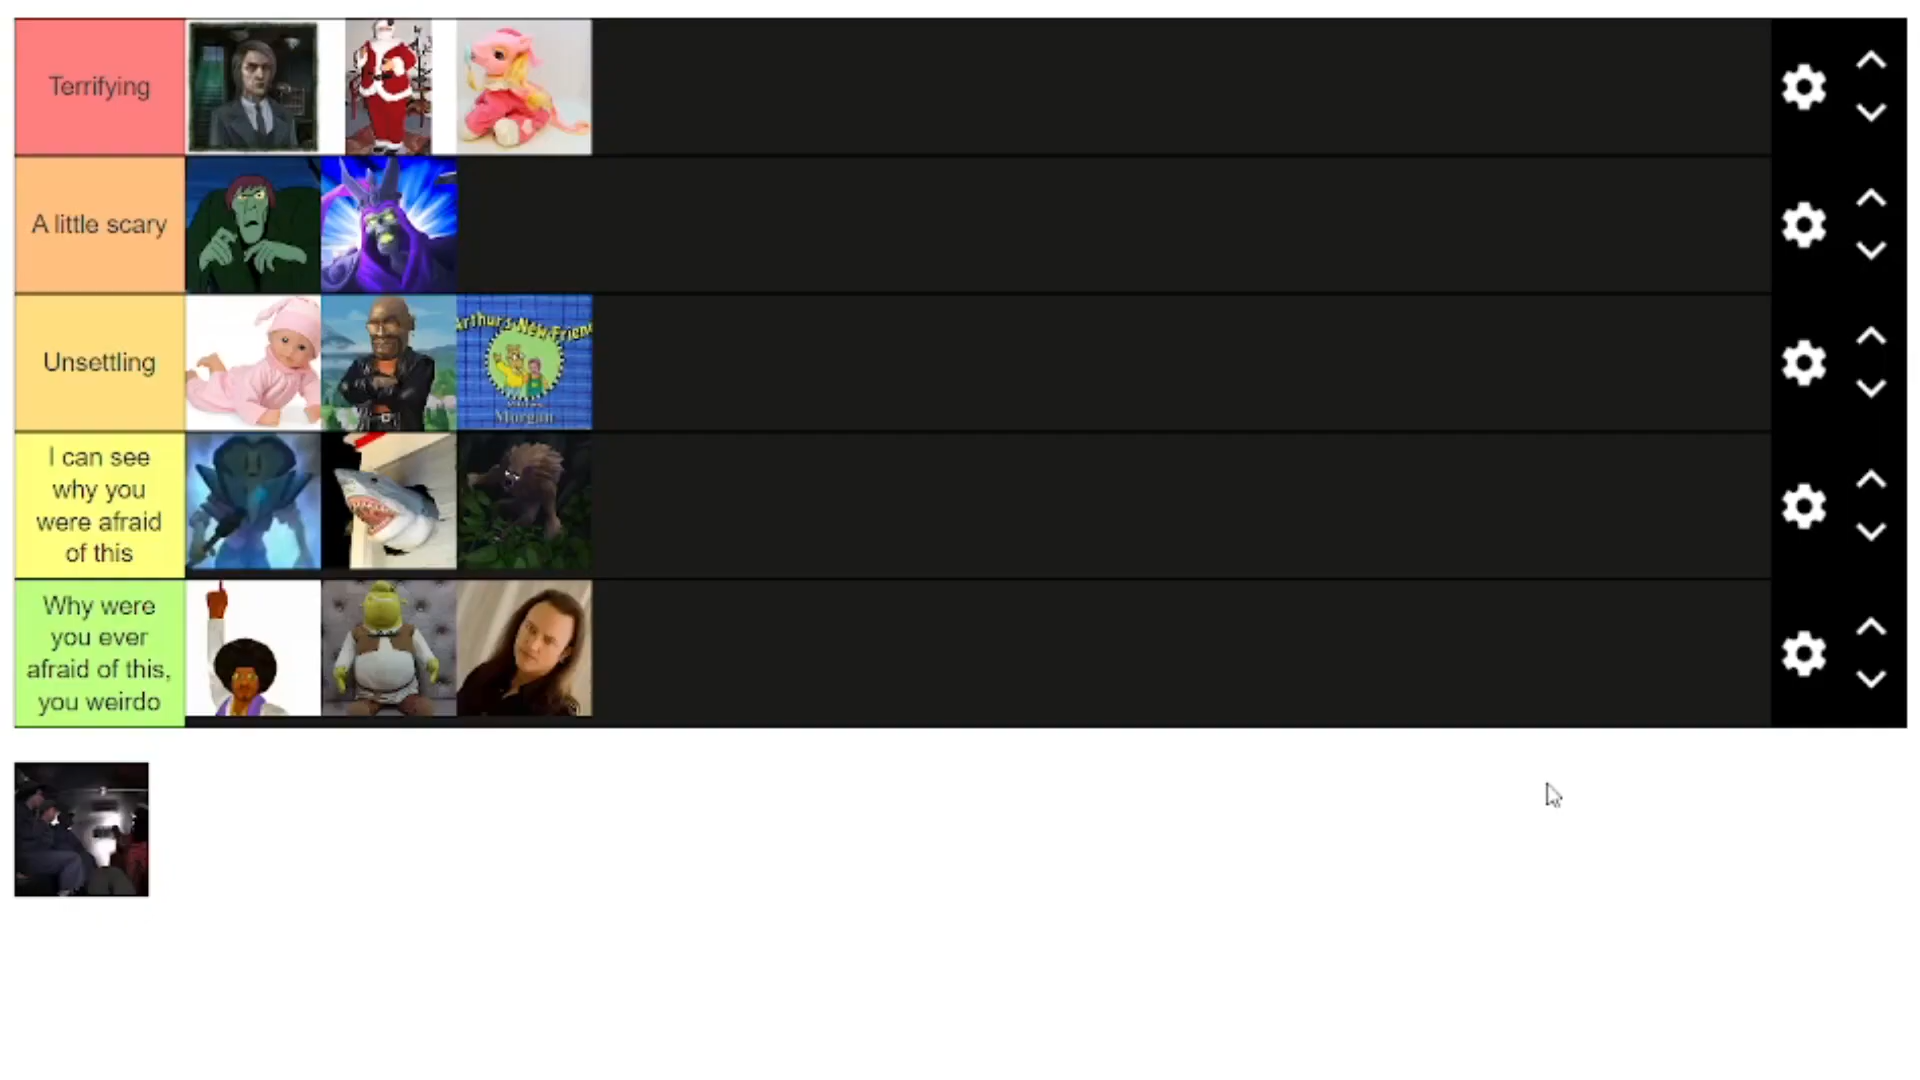 Terrifying
A little scary
Unsettling
Arthur's New Friend
Morgan
I can see
why you
were afraid
of this
Why were
you ever
afraid of this,
you weirdo